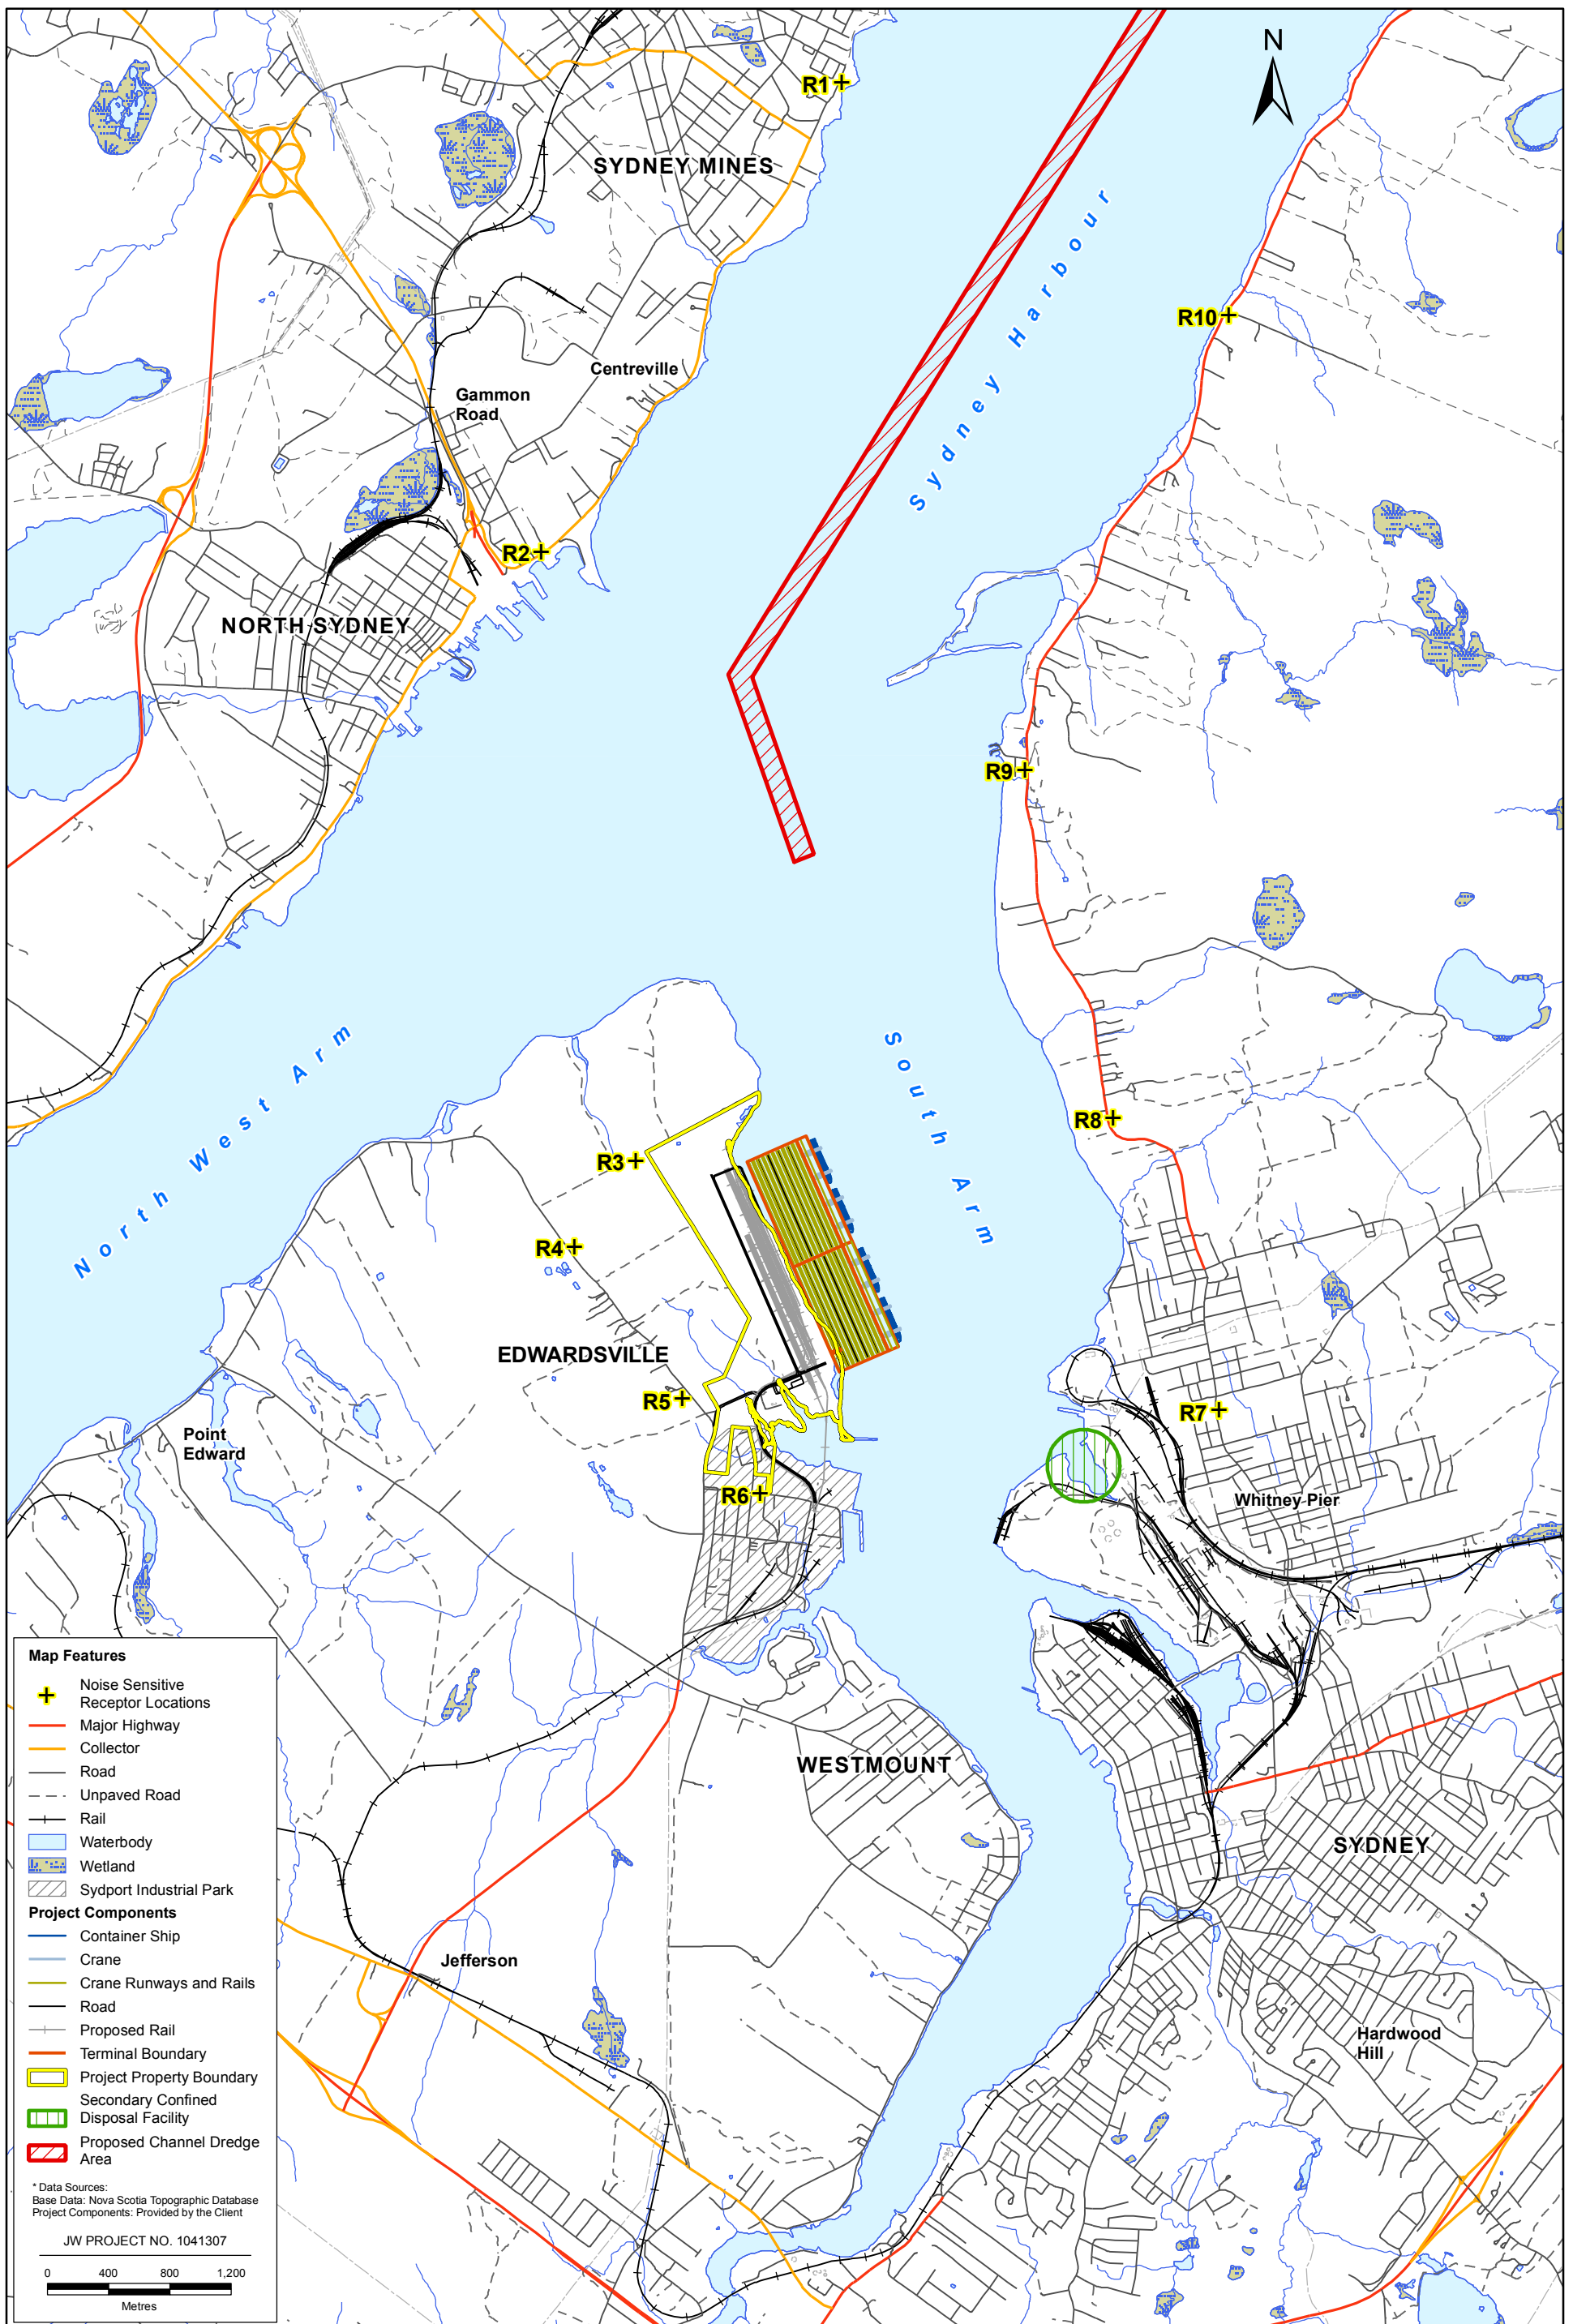 N
R1
SYDNEY MINES
Sydney Harbour
R10
Centreville
Gammon
Road
R2
NORTH SYDNEY
R9
North West Arm
South Arm
R8
R3
R4
EDWARDSVILLE
R5
R7
Point
Edward
R6
Whitney Pier
WESTMOUNT
SYDNEY
Jefferson
Hardwood
Hill
Map Features
Noise Sensitive
Receptor Locations
Major Highway
Collector
Road
Unpaved Road
Rail
Waterbody
Wetland
Sydport Industrial Park
Project Components
Container Ship
Crane
Crane Runways and Rails
Road
Proposed Rail
Terminal Boundary
Project Property Boundary
Secondary Confined
Disposal Facility
Proposed Channel Dredge
Area
* Data Sources:
Base Data: Nova Scotia Topographic Database
Project Components: Provided by the Client
JW PROJECT NO. 1041307
0 400 800 1,200
Metres